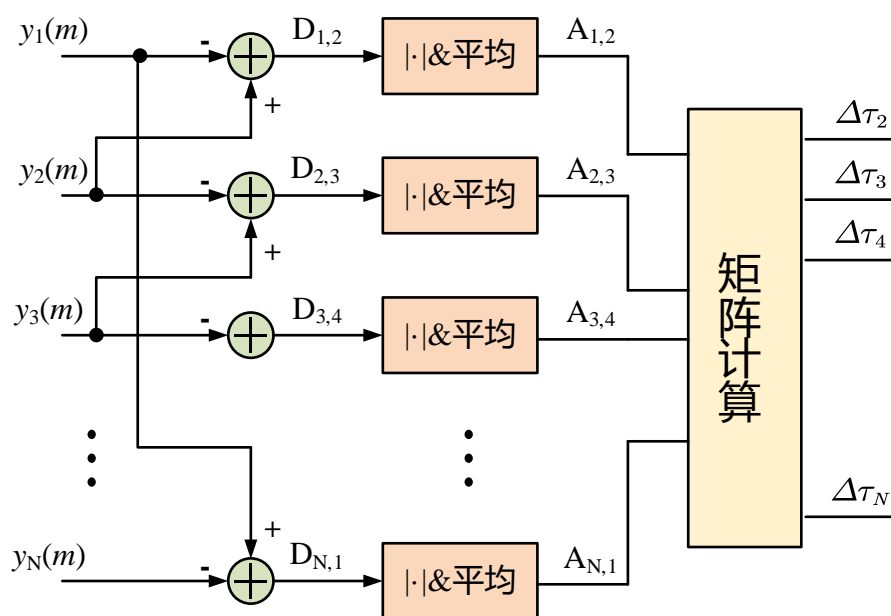 y1(m) - + D1,2 |·|&平均 A1,2
y2(m) - + D2,3 |·|&平均 A2,3
y3(m) - D3,4 |·|&平均 A3,4
yN(m) - + DN,1 |·|&平均 AN,1
矩阵计算
Δτ2
Δτ3
Δτ4
ΔτN